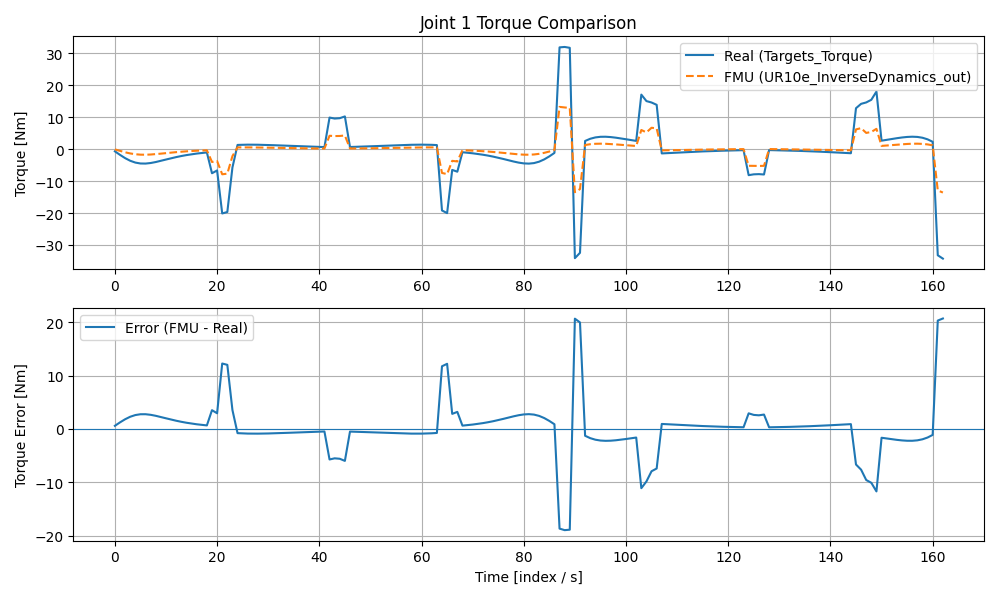 Joint 1 Torque Comparison
Torque [Nm]
30
20
10
0
−10
−20
−30
Real (Targets_Torque)
FMU (UR10e_InverseDynamics_out)
0 20 40 60 80 100 120 140 160
Torque Error [Nm]
20
10
0
−10
−20
Error (FMU - Real)
0 20 40 60 80 100 120 140 160
Time [index / s]